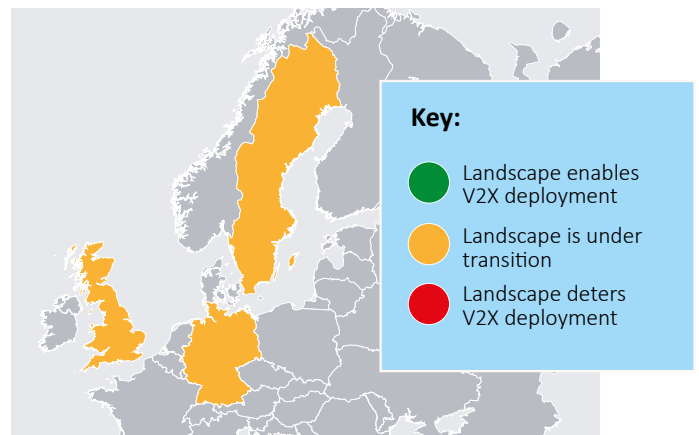 Key:
Landscape enables
V2X deployment
Landscape is under
transition
Landscape deters
V2X deployment